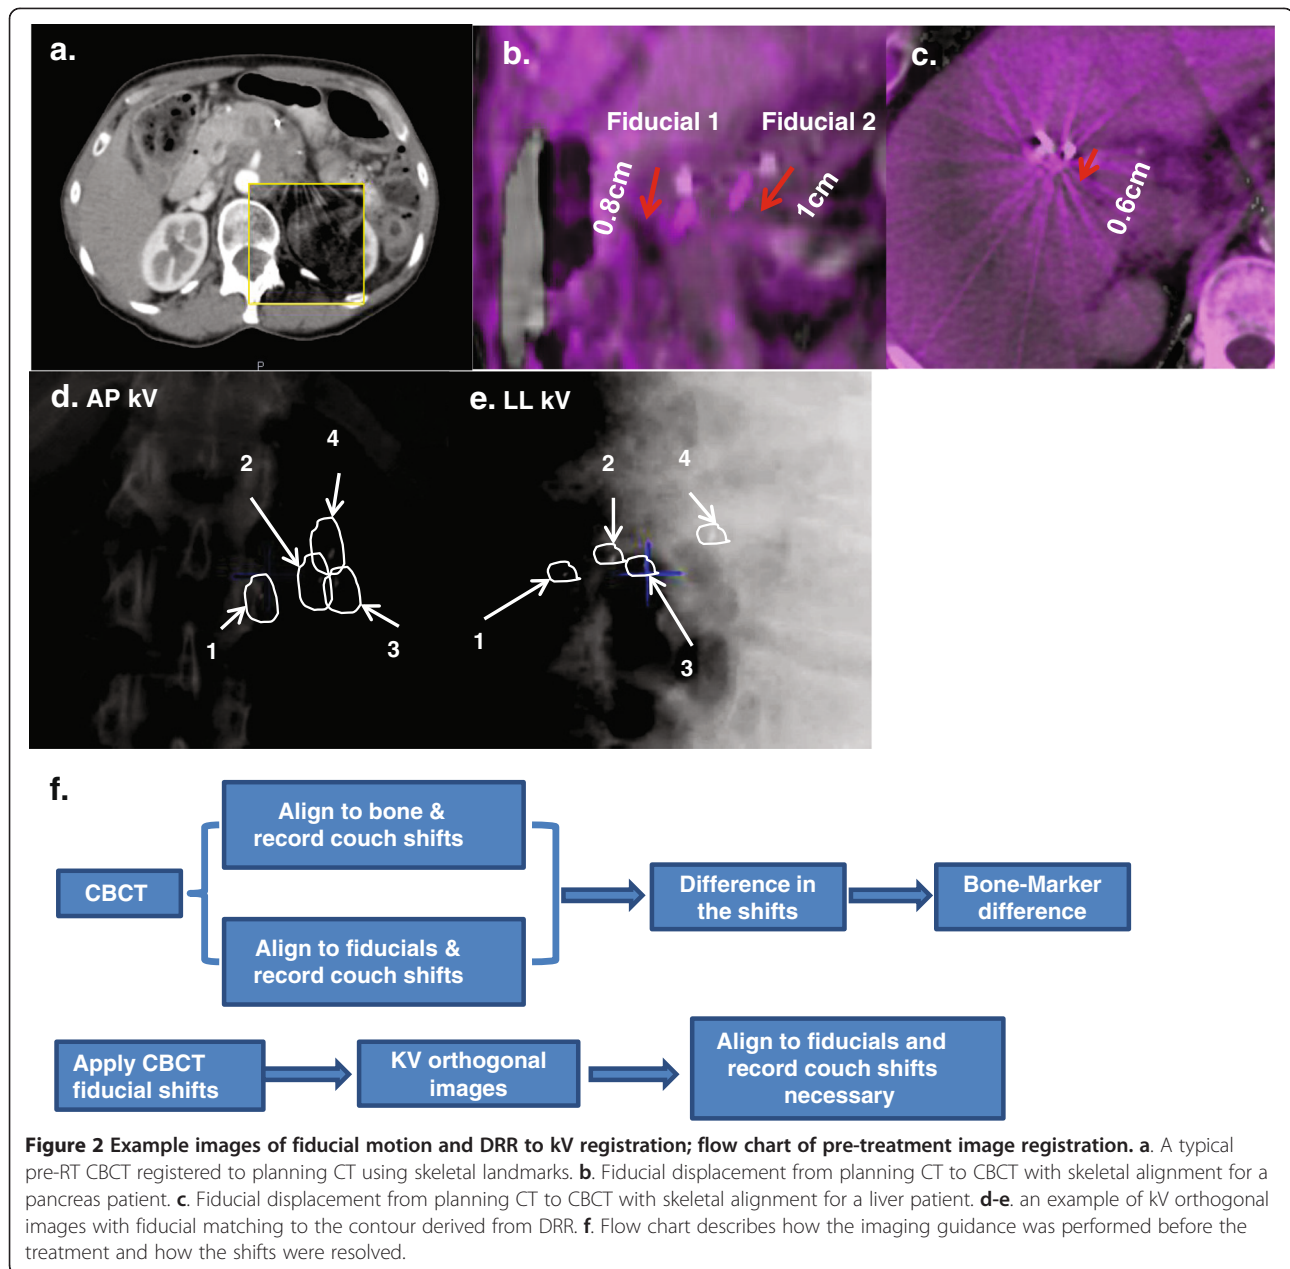 a.
P
b.
Fiducial 1
Fiducial 2
0.8cm
1cm
c.
0.6cm
d. AP kV
4
2
1
3
e. LL kV
2
4
1
3
f.
CBCT
Align to bone &
record couch shifts
Align to fiducials &
record couch shifts
Difference in
the shifts
Bone-Marker
difference
Apply CBCT
fiducial shifts
KV orthogonal
images
Align to fiducials and
record couch shifts
necessary
Figure 2 Example images of fiducial motion and DRR to kV registration; flow chart of pre-treatment image registration. a. A typical
pre-RT CBCT registered to planning CT using skeletal landmarks. b. Fiducial displacement from planning CT to CBCT with skeletal alignment for a
pancreas patient. c. Fiducial displacement from planning CT to CBCT with skeletal alignment for a liver patient. d-e. an example of kV orthogonal
images with fiducial matching to the contour derived from DRR. f. Flow chart describes how the imaging guidance was performed before the
treatment and how the shifts were resolved.